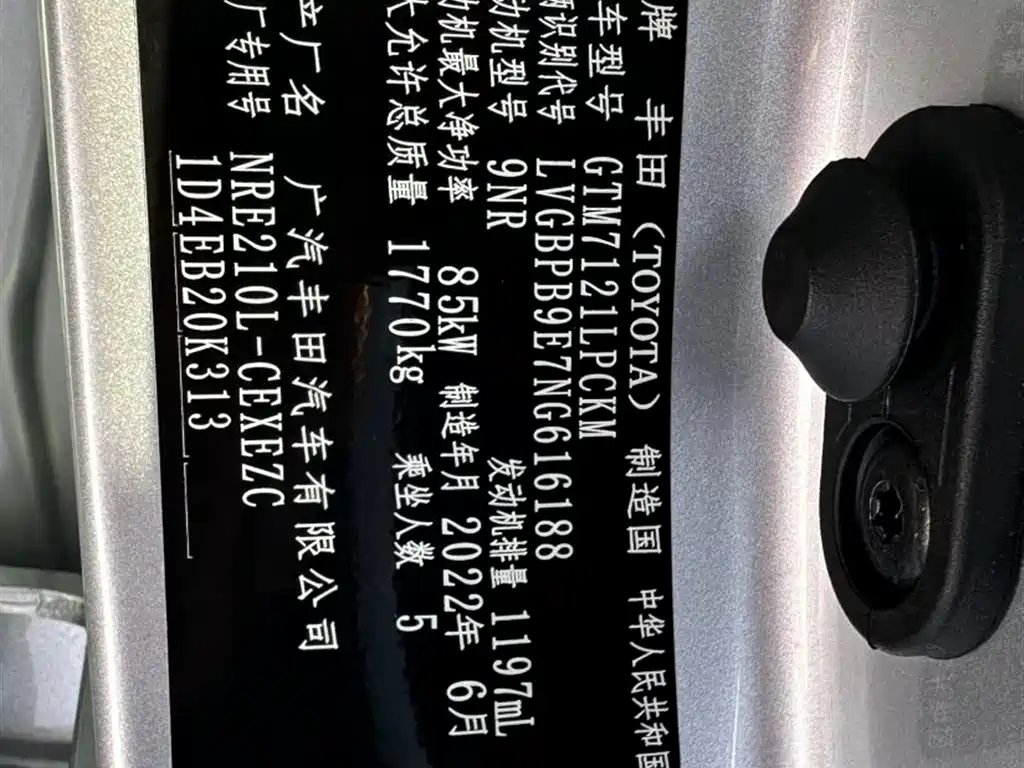 牌 丰田(TOYOTA) 制造国 中华人民共和国
车型号 GTM7121LPCKM
识别代号 LVGBPB9E7NG616188
动机型号 9NR 发动机排量 1197mL
机最大净功率 85kW 制造年月 2022年 6月
大允许总质量 1770kg 乘坐人数 5
产厂名 广汽丰田汽车有限公司
厂专用号 NRE210L-CEXEZC
1D4EB20K313